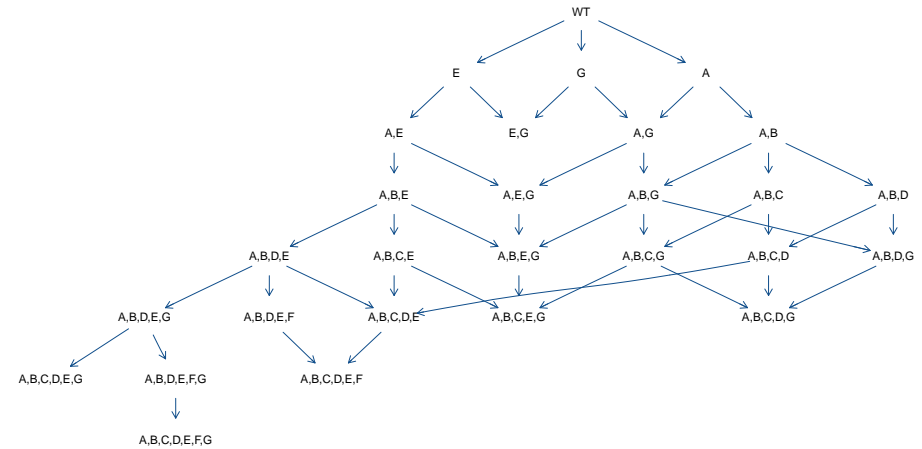 WT
E G A
A,E E,G A,G A,B
A,B,E A,E,G A,B,G A,B,C A,B,D
A,B,D,E A,B,C,E A,B,E,G A,B,C,G A,B,C,D A,B,D,G
A,B,D,E,G A,B,D,E,F A,B,C,D,E A,B,C,E,G A,B,C,D,G
A,B,C,D,E,G A,B,D,E,F,G A,B,C,D,E,F
A,B,C,D,E,F,G